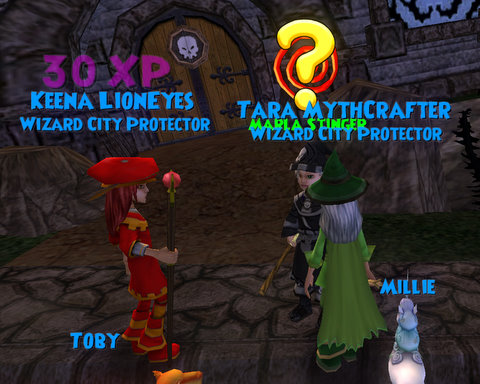 30 XP
Keena LionEyes
Wizard City Protector
?
Tara MythCrafter
Marla Stinger
Wizard City Protector
Millie
Toby